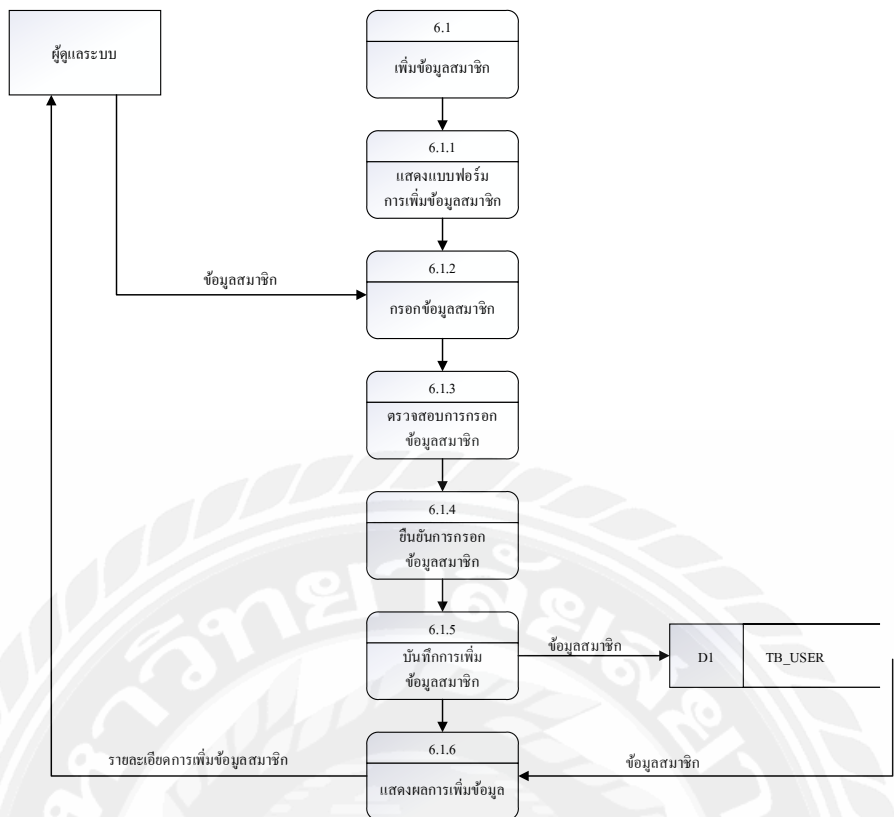 ผู้ดูแลระบบ
6.1
เพิ่มข้อมูลสมาชิก
6.1.1
แสดงแบบฟอร์ม
การเพิ่มข้อมูลสมาชิก
6.1.2
กรอกข้อมูลสมาชิก
ข้อมูลสมาชิก
6.1.3
ตรวจสอบการกรอก
ข้อมูลสมาชิก
6.1.4
ยืนยันการกรอก
ข้อมูลสมาชิก
6.1.5
บันทึกการเพิ่ม
ข้อมูลสมาชิก
ข้อมูลสมาชิก
D1
TB_USER
6.1.6
แสดงผลการเพิ่มข้อมูล
รายละเอียดการเพิ่มข้อมูลสมาชิก
ข้อมูลสมาชิก